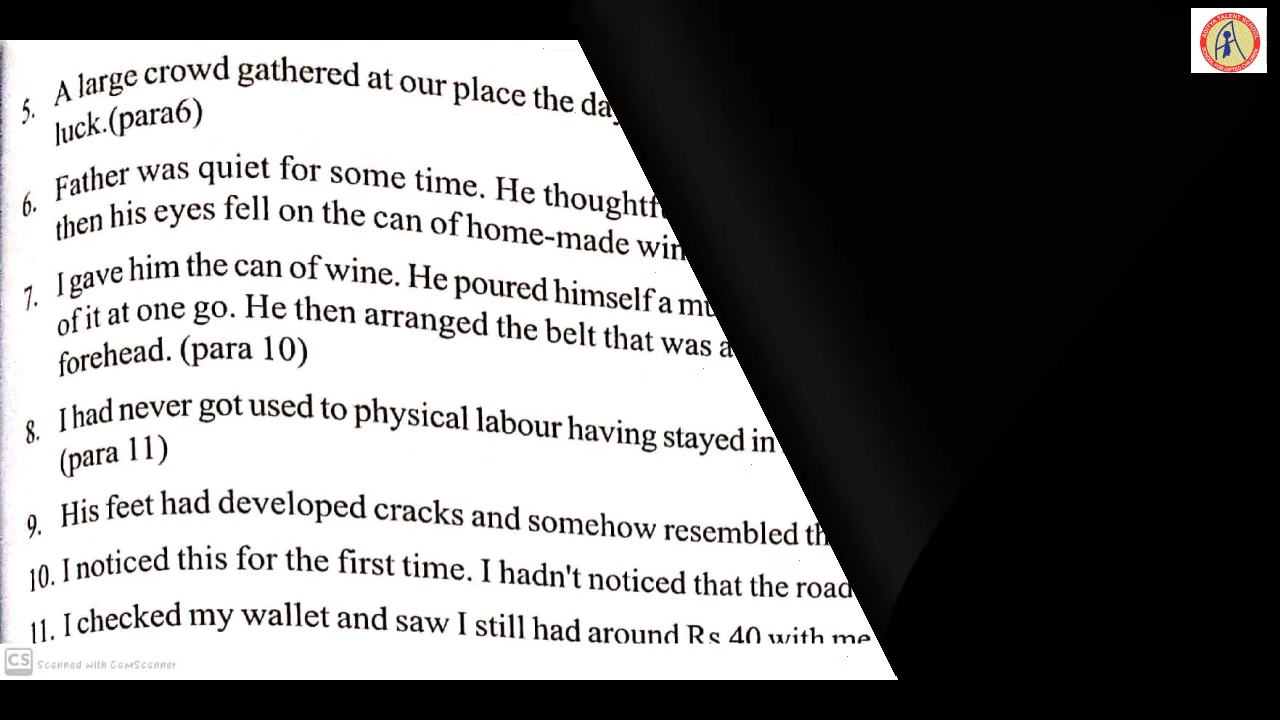 5. A large crowd gathered at our place the
luck.(para6)
6. Father was quiet for some time. He
then his eyes fell on the can of home-made
7. I gave him the can of wine. He poured himself a
of it at one go. He then arranged the belt that was
forehead. (para 10)
8. I had never got used to physical labour having stayed in
(para 11)
9. His feet had developed cracks and somehow resembled
10. I noticed this for the first time. I hadn't noticed that the road
11. I checked my wallet and saw I still had around Rs 40 with me
CS Scanned with CamScanner